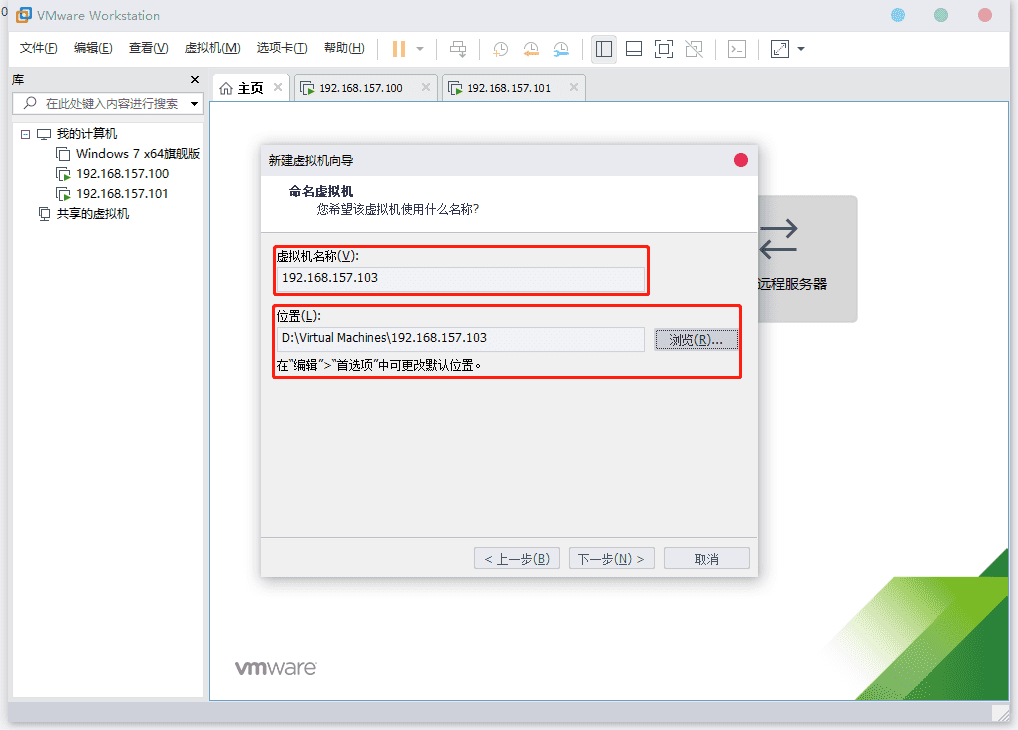 0
VMware Workstation
文件(F) 编辑(E) 查看(V) 虚拟机(M) 选项卡(T) 帮助(H)
库
在此处键入内容进行搜索
我的计算机
Windows 7 x64旗舰版
192.168.157.100
192.168.157.101
共享的虚拟机
主页 192.168.157.100 192.168.157.101
新建虚拟机向导
命名虚拟机
您希望该虚拟机使用什么名称?
虚拟机名称(V):
192.168.157.103
位置(L):
D:\Virtual Machines\192.168.157.103
浏览(R)...
在"编辑">"首选项"中可更改默认位置。
< 上一步(B) 下一步(N) > 取消
远程服务器
vmware